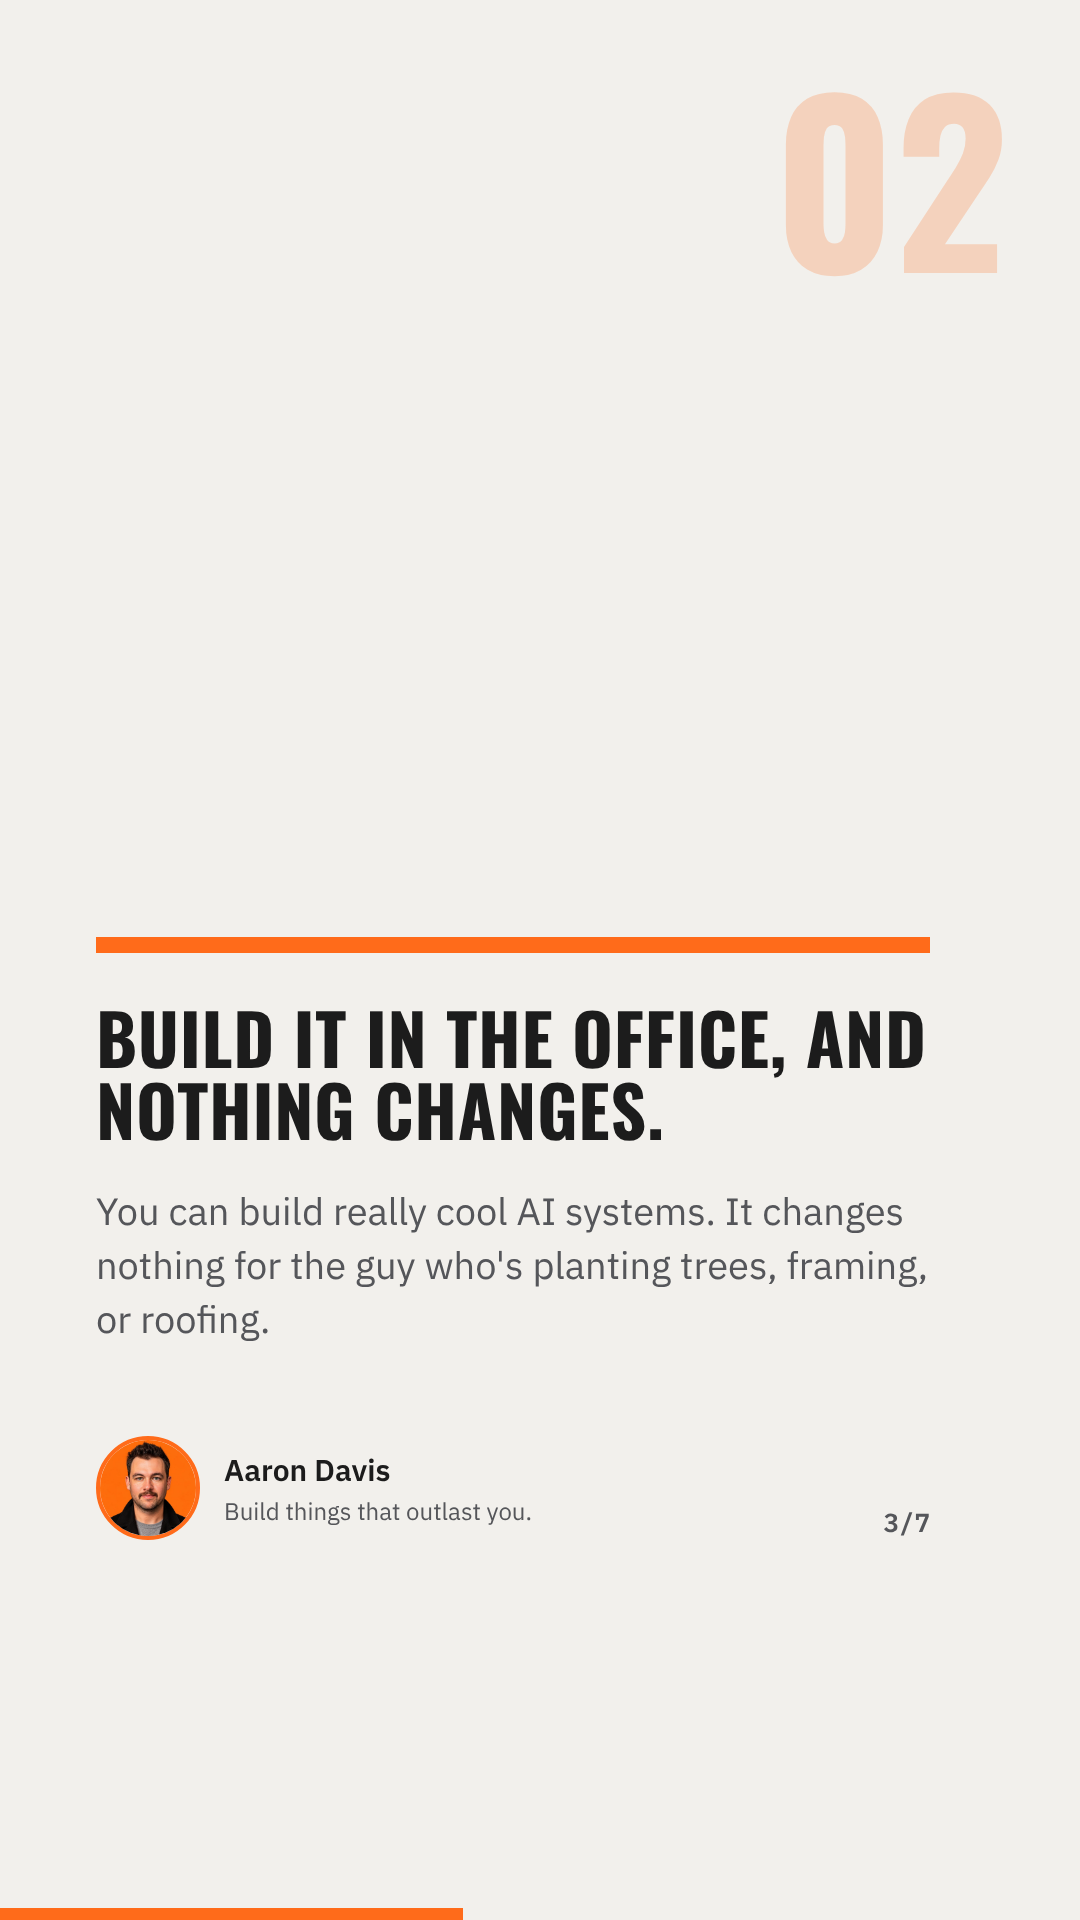 02
BUILD IT IN THE OFFICE, AND
NOTHING CHANGES.
You can build really cool AI systems. It changes
nothing for the guy who's planting trees, framing,
or roofing.
Aaron Davis
Build things that outlast you.
3/7